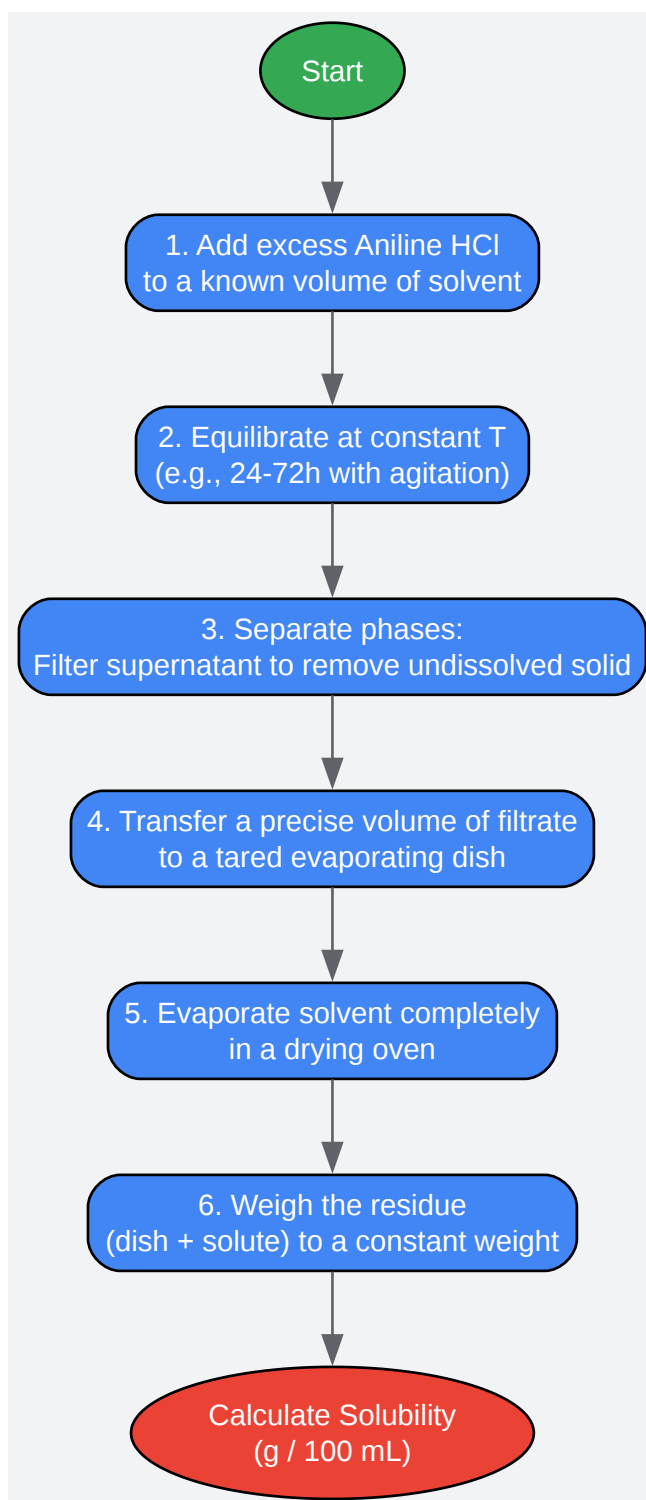 Start
1. Add excess Aniline HCl
to a known volume of solvent
2. Equilibrate at constant T
(e.g., 24-72h with agitation)
3. Separate phases:
Filter supernatant to remove undissolved solid
4. Transfer a precise volume of filtrate
to a tared evaporating dish
5. Evaporate solvent completely
in a drying oven
6. Weigh the residue
(dish + solute) to a constant weight
Calculate Solubility
(g / 100 mL)